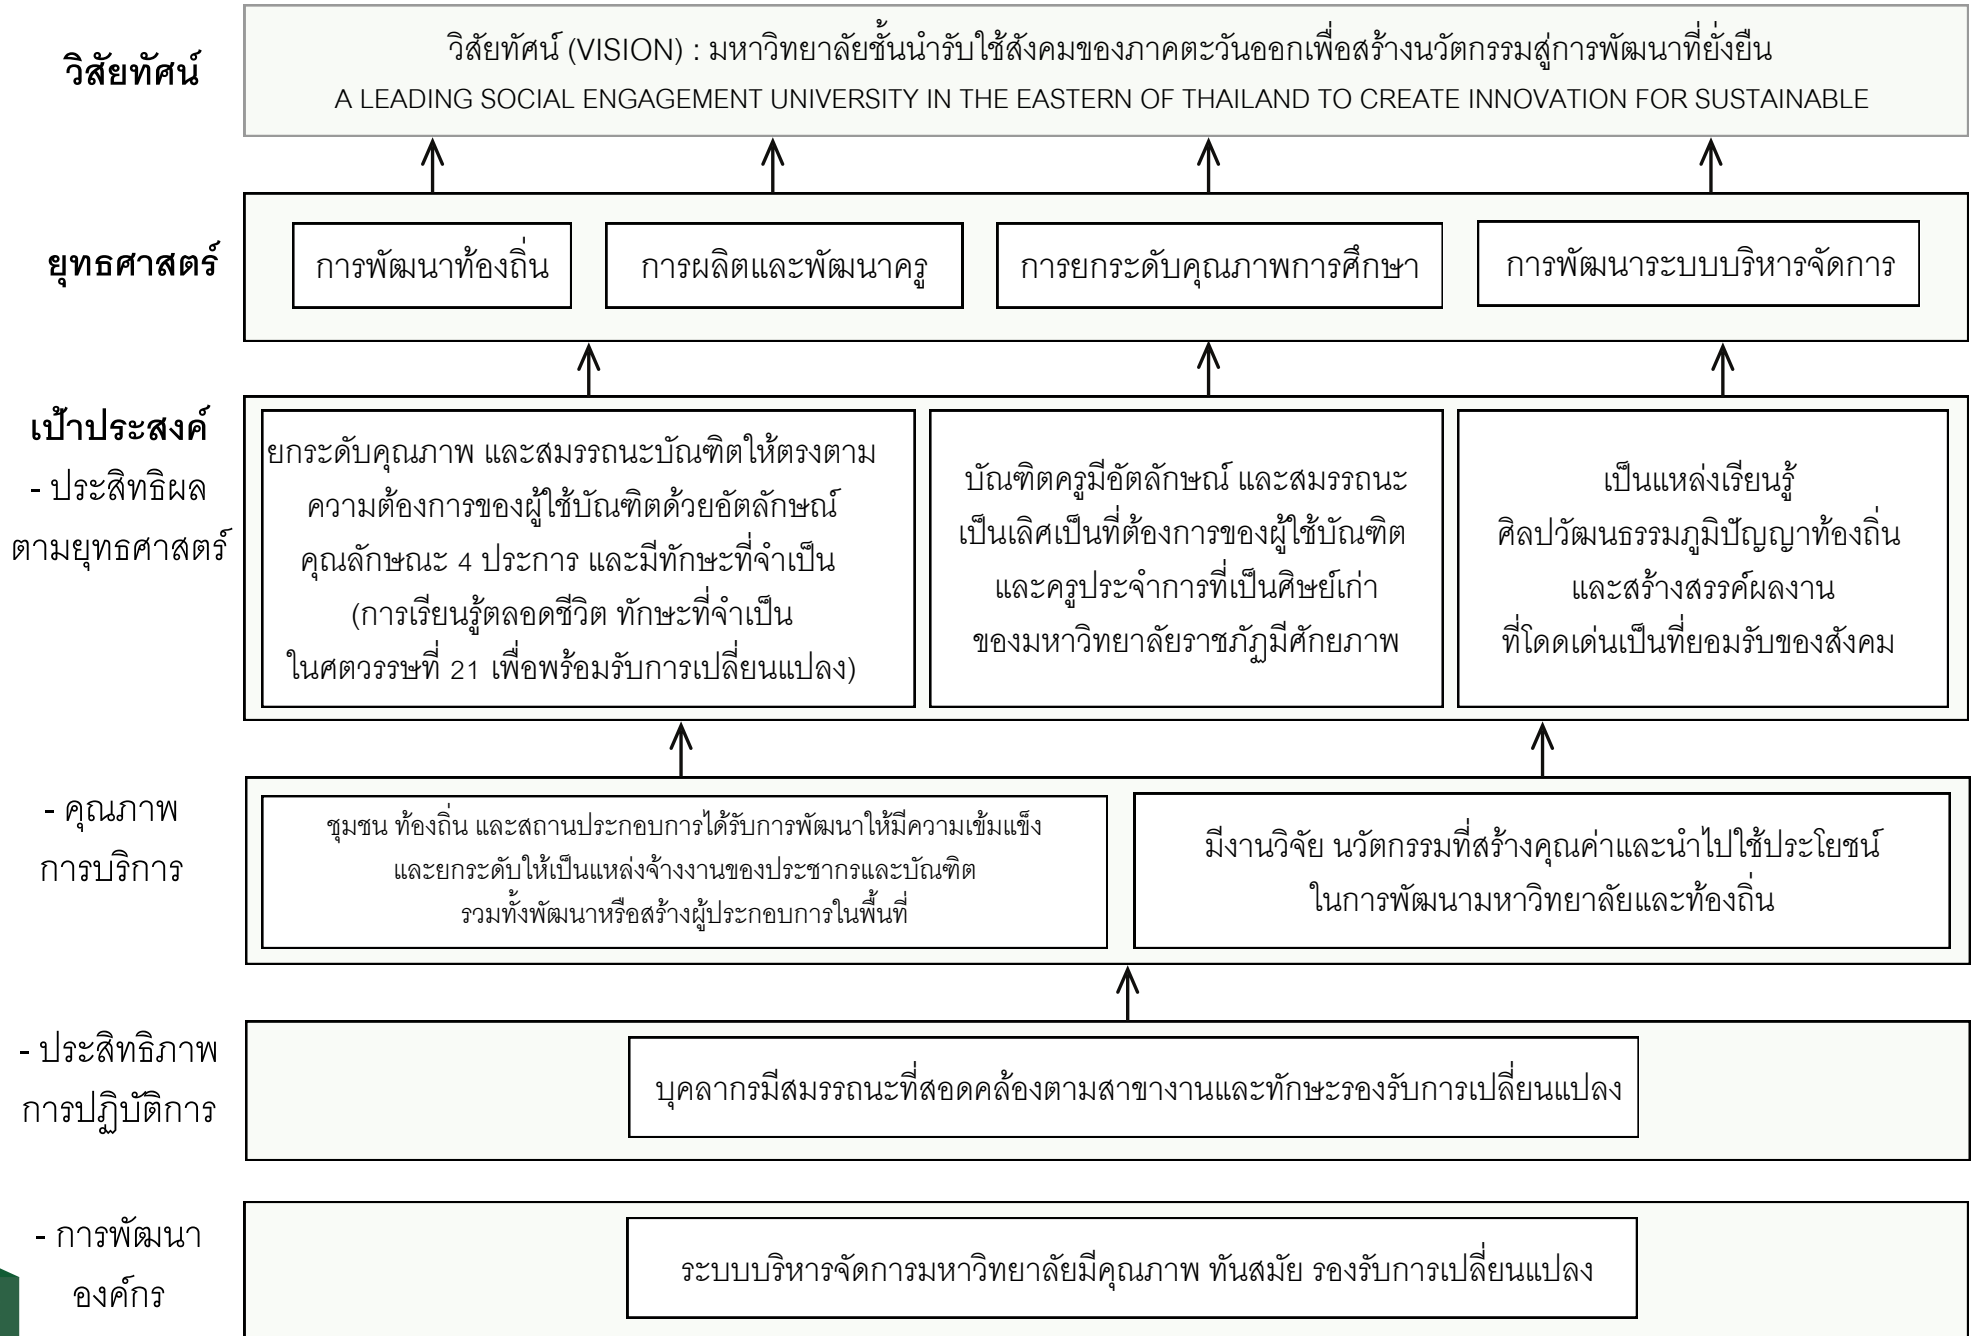 วิสัยทัศน์
วิสัยทัศน์ (VISION) : มหาวิทยาลัยชั้นนำรับใช้สังคมของภาคตะวันออกเพื่อสร้างนวัตกรรมสู่การพัฒนาที่ยั่งยืน
A LEADING SOCIAL ENGAGEMENT UNIVERSITY IN THE EASTERN OF THAILAND TO CREATE INNOVATION FOR SUSTAINABLE
ยุทธศาสตร์
การพัฒนาท้องถิ่น
การผลิตและพัฒนาครู
การยกระดับคุณภาพการศึกษา
การพัฒนาระบบบริหารจัดการ
เป้าประสงค์
- ประสิทธิผล
ตามยุทธศาสตร์
ยกระดับคุณภาพ และสมรรถนะบัณฑิตให้ตรงตาม
ความต้องการของผู้ใช้บัณฑิตด้วยอัตลักษณ์
คุณลักษณะ 4 ประการ และมีทักษะที่จำเป็น
(การเรียนรู้ตลอดชีวิต ทักษะที่จำเป็น
ในศตวรรษที่ 21 เพื่อพร้อมรับการเปลี่ยนแปลง)
บัณฑิตครูมีอัตลักษณ์ และสมรรถนะ
เป็นเลิศเป็นที่ต้องการของผู้ใช้บัณฑิต
และครูประจำการที่เป็นศิษย์เก่า
ของมหาวิทยาลัยราชภัฏมีศักยภาพ
เป็นแหล่งเรียนรู้
ศิลปวัฒนธรรมภูมิปัญญาท้องถิ่น
และสร้างสรรค์ผลงาน
ที่โดดเด่นเป็นที่ยอมรับของสังคม
- คุณภาพ
การบริการ
ชุมชน ท้องถิ่น และสถานประกอบการได้รับการพัฒนาให้มีความเข้มแข็ง
และยกระดับให้เป็นแหล่งจ้างงานของประชากรและบัณฑิต
รวมทั้งพัฒนาหรือสร้างผู้ประกอบการในพื้นที่
มีงานวิจัย นวัตกรรมที่สร้างคุณค่าและนำไปใช้ประโยชน์
ในการพัฒนามหาวิทยาลัยและท้องถิ่น
- ประสิทธิภาพ
การปฏิบัติการ
บุคลากรมีสมรรถนะที่สอดคล้องตามสาขางานและทักษะรองรับการเปลี่ยนแปลง
- การพัฒนา
องค์กร
ระบบบริหารจัดการมหาวิทยาลัยมีคุณภาพ ทันสมัย รองรับการเปลี่ยนแปลง